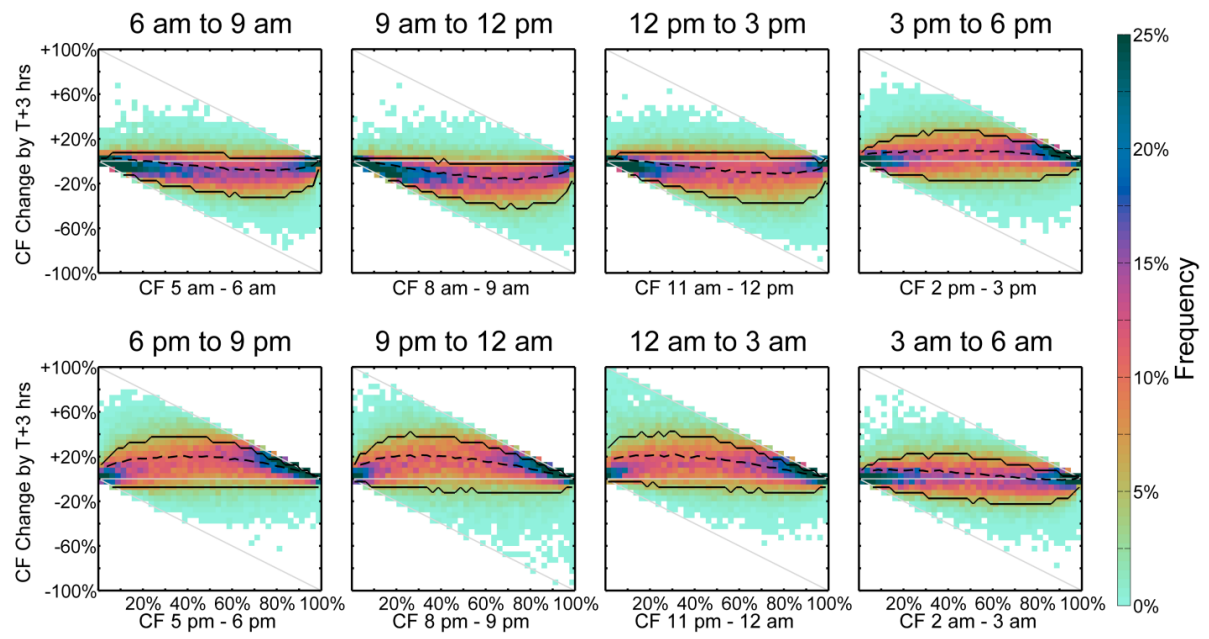 6 am to 9 am
9 am to 12 pm
12 pm to 3 pm
3 pm to 6 pm
CF Change by T+3 hrs
+100%
+60%
+20%
-20%
-60%
-100%
CF 5 am - 6 am
CF 8 am - 9 am
CF 11 am - 12 pm
CF 2 pm - 3 pm
6 pm to 9 pm
9 pm to 12 am
12 am to 3 am
3 am to 6 am
CF Change by T+3 hrs
+100%
+60%
+20%
-20%
-60%
-100%
20% 40% 60% 80% 100%
20% 40% 60% 80% 100%
20% 40% 60% 80% 100%
20% 40% 60% 80% 100%
CF 5 pm - 6 pm
CF 8 pm - 9 pm
CF 11 pm - 12 am
CF 2 am - 3 am
25%
20%
15%
10%
5%
0%
Frequency